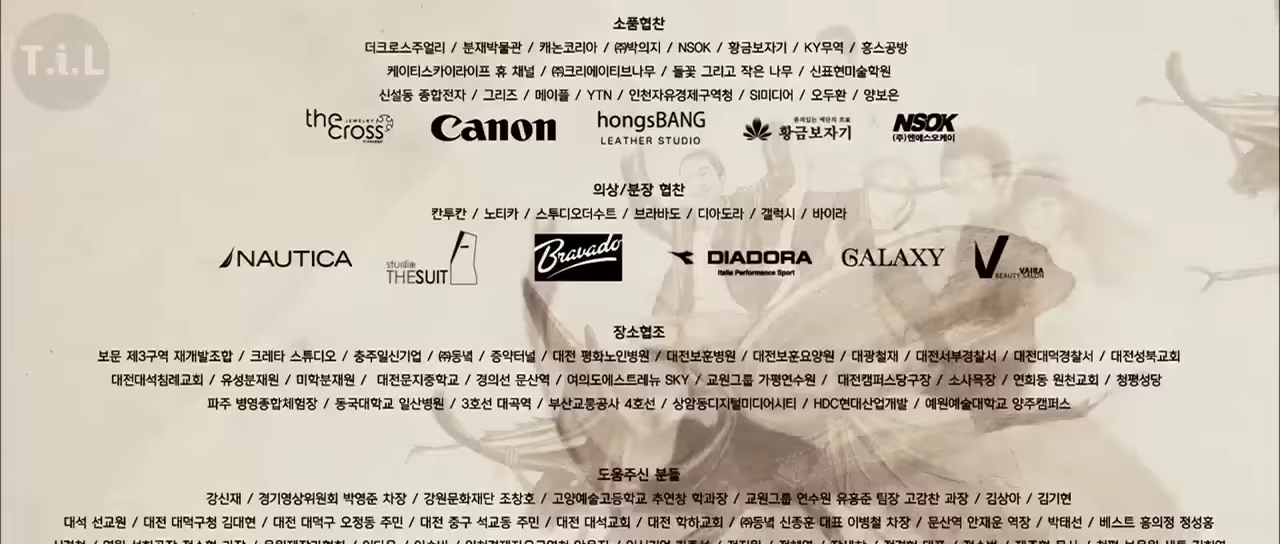 T.i.L
소품협찬
더크로스주얼리 / 분재박물관 / 캐논코리아 / ㈜박의지 / NSOK / 황금보자기 / KY무역 / 홍스공방
케이티스카이라이프 휴 채널 / ㈜크리에이티브나무 / 돌꽃 그리고 작은 나무 / 신표현미술학원
신설동 종합전자 / 그리즈 / 메이플 / YTN / 인천자유경제구역청 / SI미디어 / 오두환 / 양보은
the cross JEWELRY
Canon
hongsBANG
LEATHER STUDIO
황금보자기
NSOK
(주)엔에스오케이
의상/분장 협찬
칸투칸 / 노티카 / 스투디오더수트 / 브라바도 / 디아도라 / 갤럭시 / 바이라
NAUTICA
studio
THESUIT
Bravado
DIADORA
Italia Performance Sport
GALAXY
VAIRA
BEAUTY SALON
장소협조
보문 제3구역 재개발조합 / 크레타 스튜디오 / 충주일신기업 / ㈜동녘 / 증약터널 / 대전 평화노인병원 / 대전보훈병원 / 대전보훈요양원 / 대광철재 / 대전서부경찰서 / 대전대덕경찰서 / 대전성북교회
대전대석침례교회 / 유성분재원 / 미학분재원 / 대전문지중학교 / 경의선 문산역 / 여의도에스트레뉴 SKY / 교원그룹 가평연수원 / 대전캠퍼스당구장 / 소사목장 / 연희동 원천교회 / 청평성당
파주 병영종합체험장 / 동국대학교 일산병원 / 3호선 대곡역 / 부산교통공사 4호선 / 상암동디지털미디어시티 / HDC현대산업개발 / 예원예술대학교 양주캠퍼스
도움주신 분들
강신재 / 경기영상위원회 박영준 차장 / 강원문화재단 조창호 / 고양예술고등학교 추연창 학과장 / 교원그룹 연수원 유홍준 팀장 고감찬 과장 / 김상아 / 김기현
대석 선교원 / 대전 대덕구청 김대현 / 대전 대덕구 오정동 주민 / 대전 중구 석교동 주민 / 대전 대석교회 / 대전 학하교회 / ㈜동녘 신종훈 대표 이병철 차장 / 문산역 안재운 역장 / 박태선 / 베스트 홍의정 정성홍